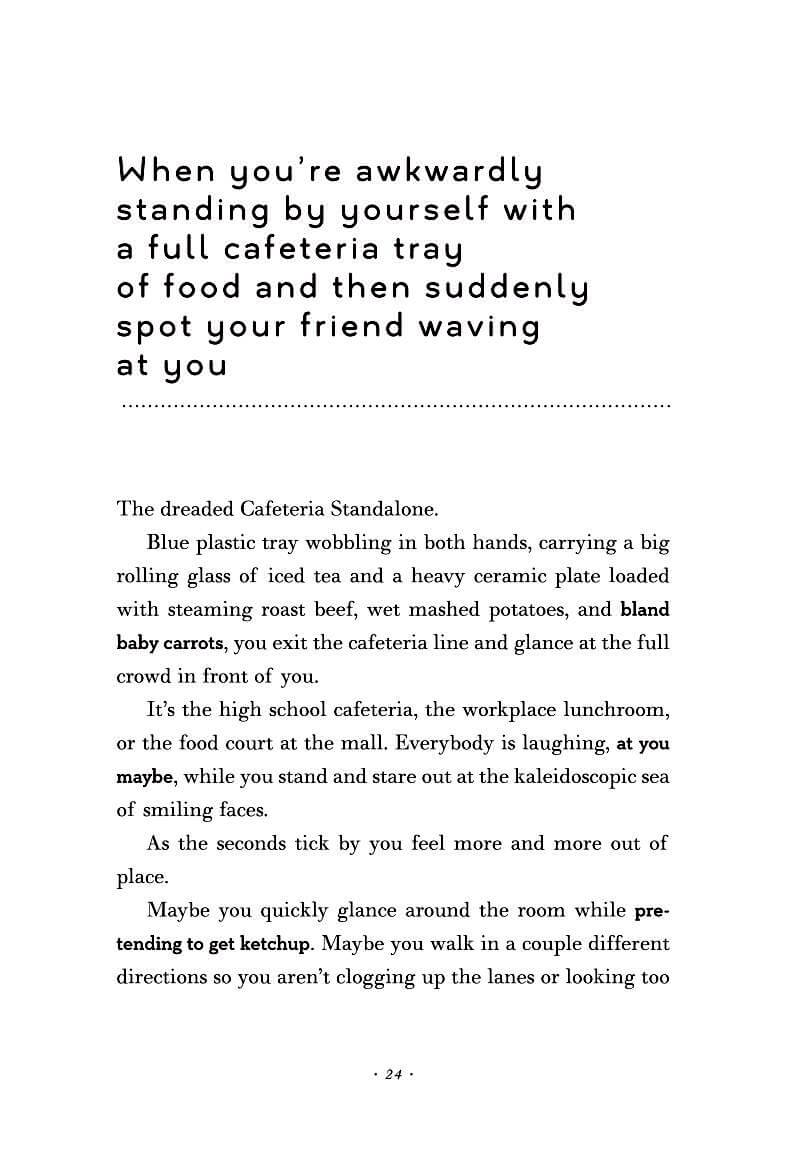 When you're awkwardly
standing by yourself with
a full cafeteria tray
of food and then suddenly
spot your friend waving
at you
The dreaded Cafeteria Standalone.
Blue plastic tray wobbling in both hands, carrying a big
rolling glass of iced tea and a heavy ceramic plate loaded
with steaming roast beef, wet mashed potatoes, and bland
baby carrots, you exit the cafeteria line and glance at the full
crowd in front of you.
It's the high school cafeteria, the workplace lunchroom,
or the food court at the mall. Everybody is laughing, at you
maybe, while you stand and stare out at the kaleidoscopic sea
of smiling faces.
As the seconds tick by you feel more and more out of
place.
Maybe you quickly glance around the room while pre-
tending to get ketchup. Maybe you walk in a couple different
directions so you aren't clogging up the lanes or looking too
· 24 ·